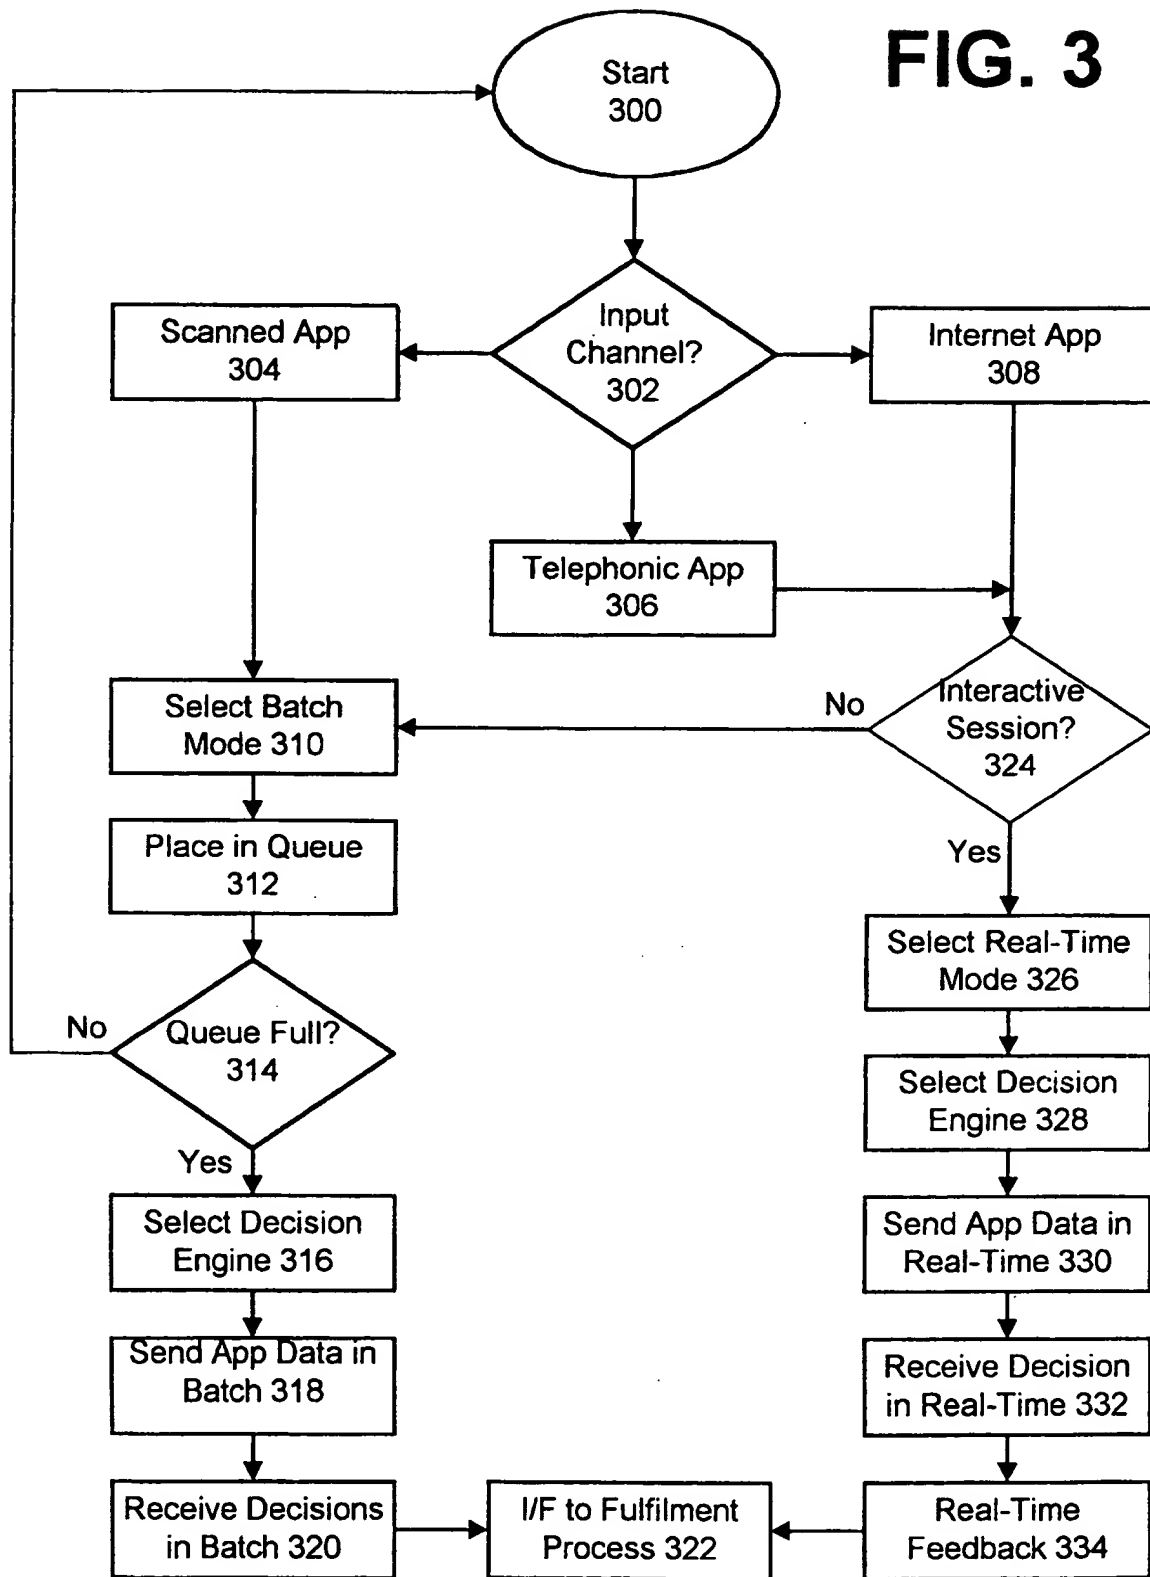 FIG. 3
Start
300
Input
Channel?
302
Scanned App
304
Internet App
308
Telephonic App
306
Interactive
Session?
324
No
Yes
Select Batch
Mode 310
Place in Queue
312
Queue Full?
314
No
Yes
Select Decision
Engine 316
Send App Data in
Batch 318
Receive Decisions
in Batch 320
I/F to Fulfilment
Process 322
Select Real-Time
Mode 326
Select Decision
Engine 328
Send App Data in
Real-Time 330
Receive Decision
in Real-Time 332
Real-Time
Feedback 334